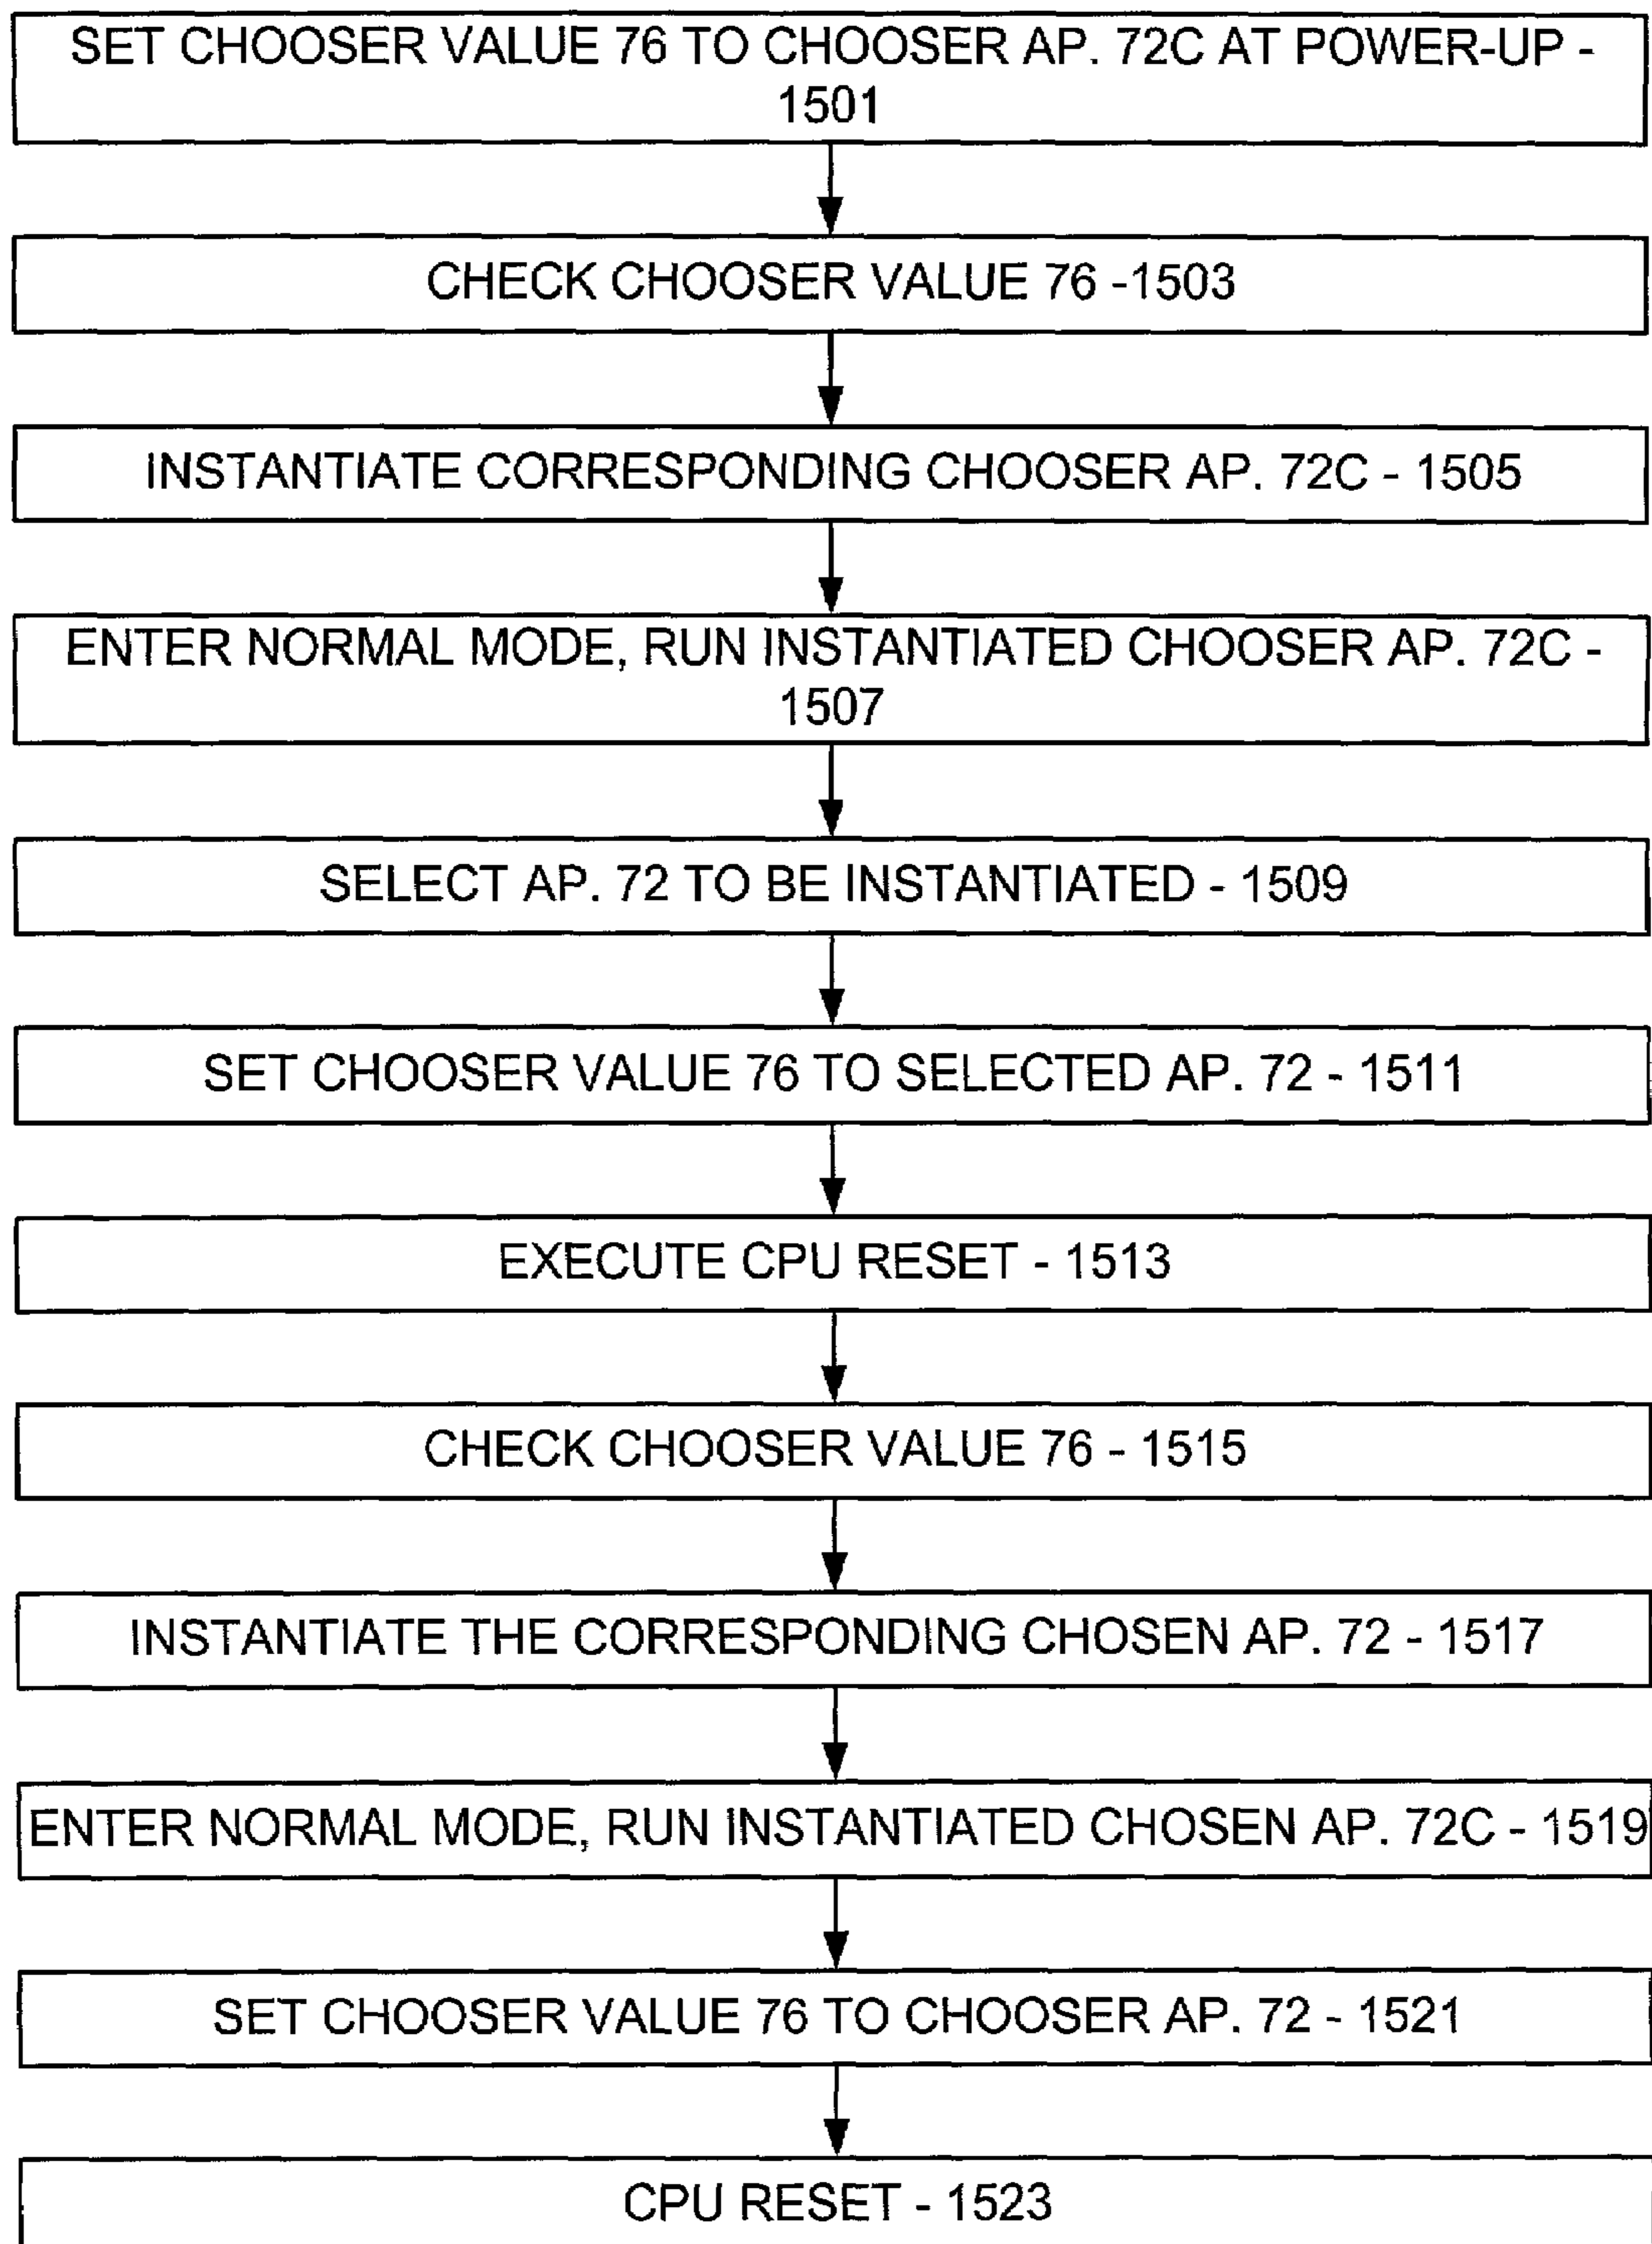 SET CHOOSER VALUE 76 TO CHOOSER AP. 72C AT POWER-UP -
1501
CHECK CHOOSER VALUE 76 -1503
INSTANTIATE CORRESPONDING CHOOSER AP. 72C - 1505
ENTER NORMAL MODE, RUN INSTANTIATED CHOOSER AP. 72C -
1507
SELECT AP. 72 TO BE INSTANTIATED - 1509
SET CHOOSER VALUE 76 TO SELECTED AP. 72 - 1511
EXECUTE CPU RESET - 1513
CHECK CHOOSER VALUE 76 - 1515
INSTANTIATE THE CORRESPONDING CHOSEN AP. 72 - 1517
ENTER NORMAL MODE, RUN INSTANTIATED CHOSEN AP. 72C - 1519
SET CHOOSER VALUE 76 TO CHOOSER AP. 72 - 1521
CPU RESET - 1523